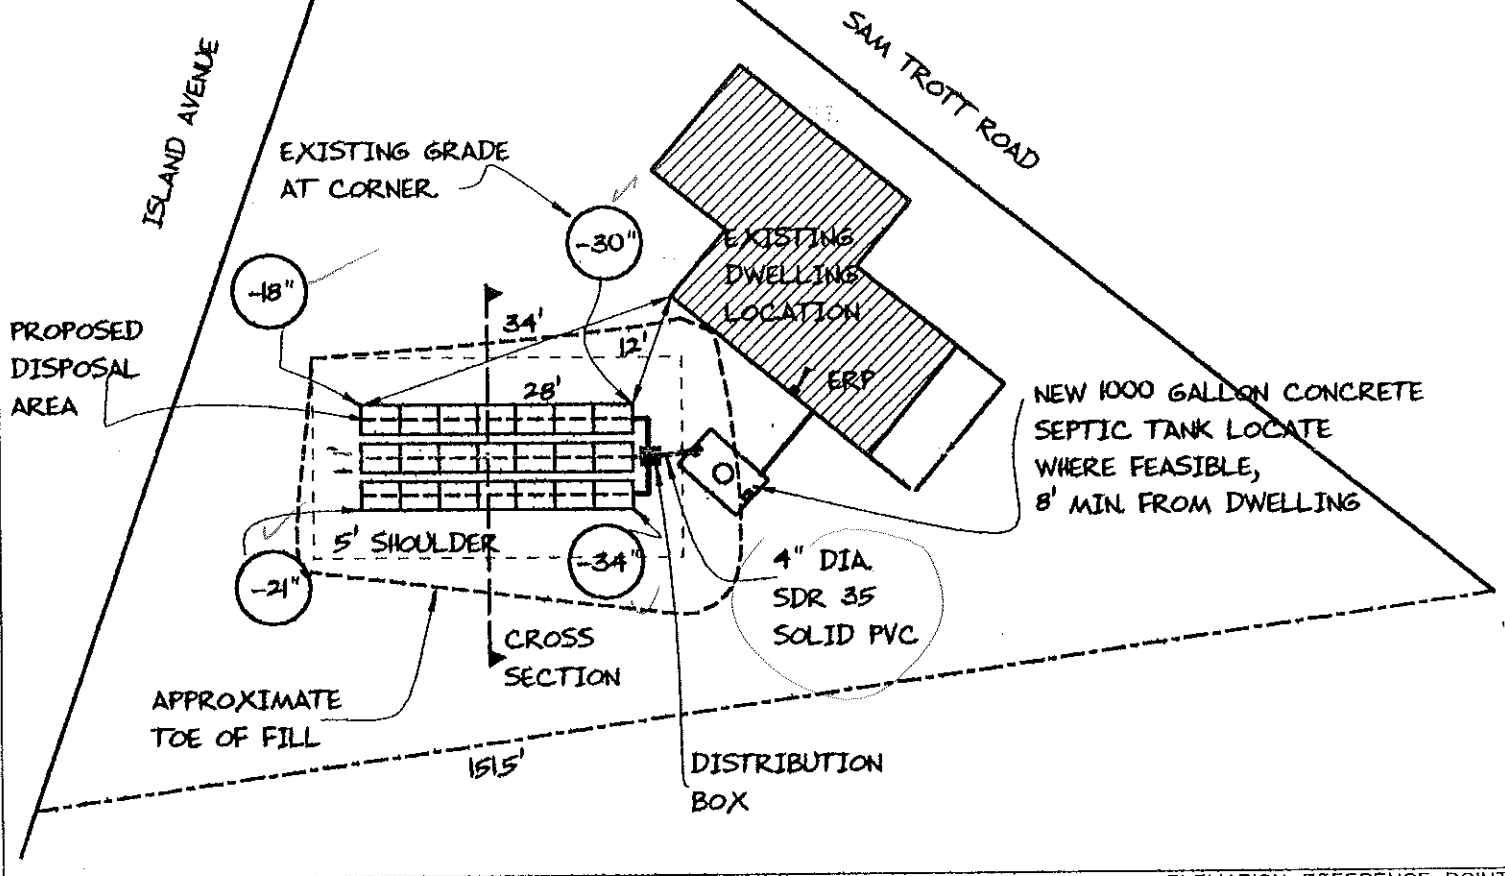 SAM TROTT ROAD
ISLAND AVENUE
EXISTING GRADE
AT CORNER
-30"
-18"
EXISTING
DWELLING
LOCATION
PROPOSED
DISPOSAL
AREA
34'
12'
28'
ERP
NEW 1000 GALLON CONCRETE
SEPTIC TANK LOCATE
WHERE FEASIBLE,
8' MIN. FROM DWELLING
5' SHOULDER
-34"
-21"
4" DIA.
SDR 35
SOLID PVC
CROSS
SECTION
APPROXIMATE
TOE OF FILL
151.5'
DISTRIBUTION
BOX